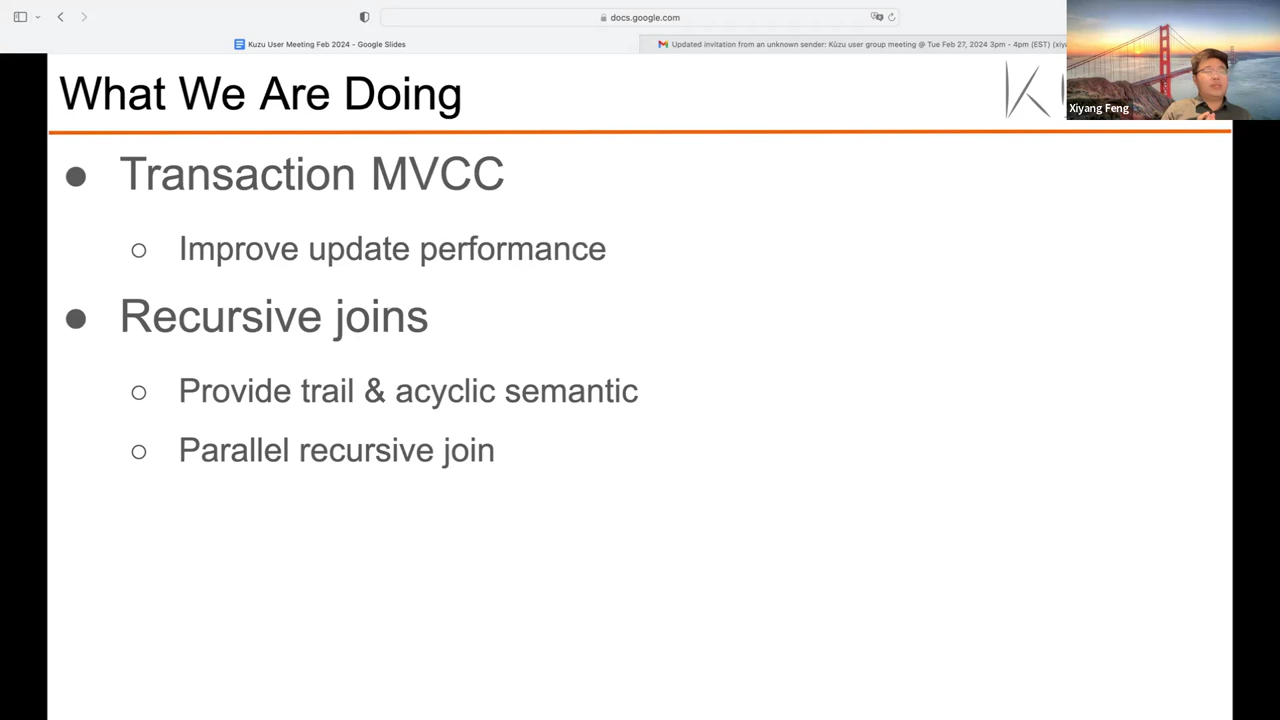 docs.google.com
Kuzu User Meeting Feb 2024 - Google Slides
Updated invitation from an unknown sender: Kùzu user group meeting @ Tue Feb 27, 2024 3pm - 4pm (EST) (xiy
What We Are Doing
K
Xiyang Feng
● Transaction MVCC
○ Improve update performance
● Recursive joins
○ Provide trail & acyclic semantic
○ Parallel recursive join